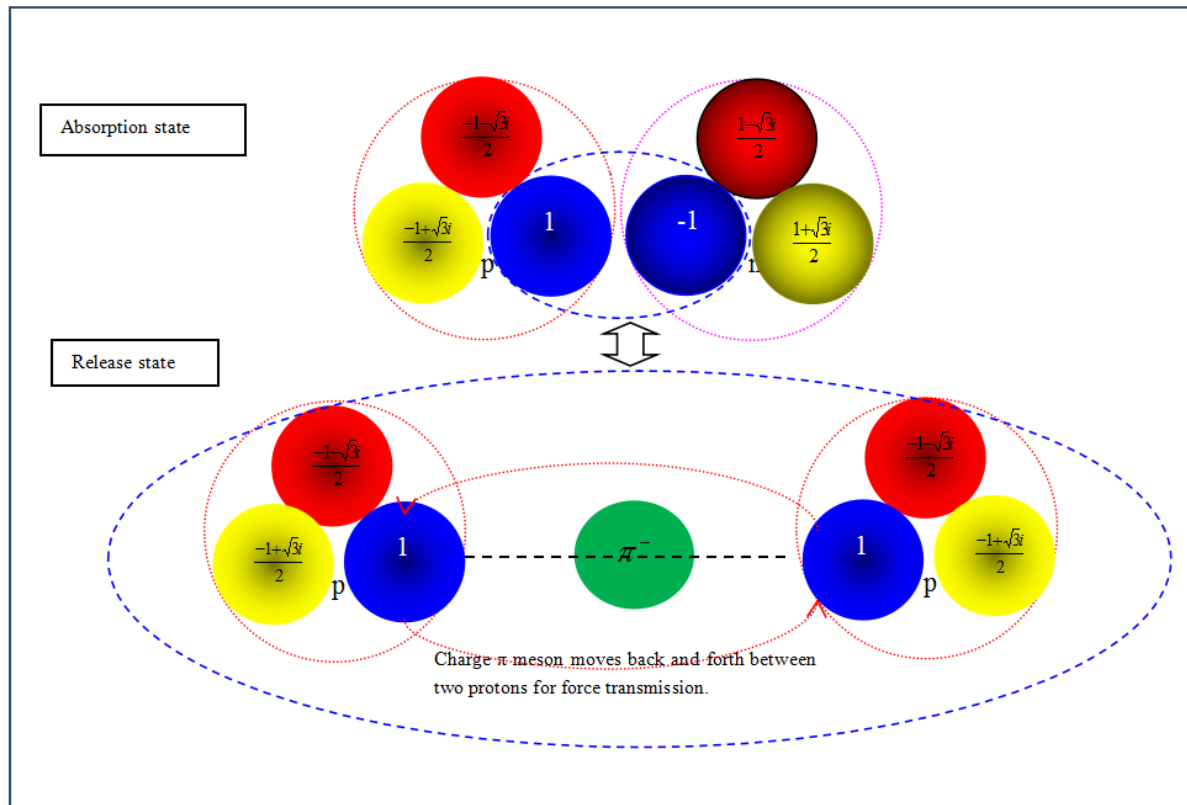 Absorption state
-1-√3i/2
1-√3i/2
-1+√3i/2
1
-1
1+√3i/2
p
Release state
-1-√3i/2
-1-√3i/2
-1+√3i/2
1
π⁻
1
-1+√3i/2
p
p
Charge π meson moves back and forth between
two protons for force transmission.